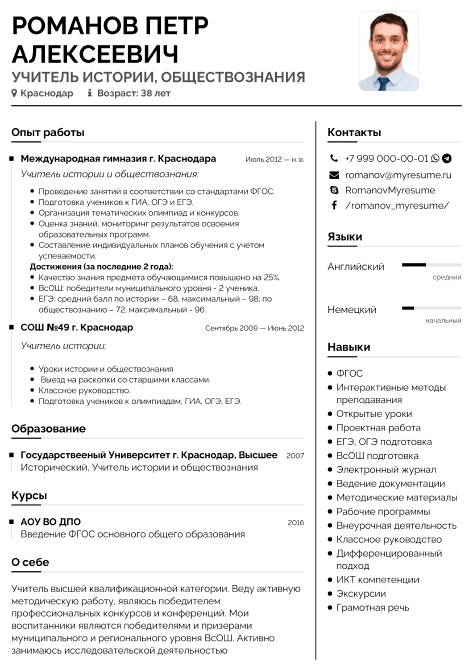 РОМАНОВ ПЕТР
АЛЕКСЕЕВИЧ
УЧИТЕЛЬ ИСТОРИИ, ОБЩЕСТВОЗНАНИЯ
Краснодар Возраст: 38 лет
Опыт работы
Международная гимназия г. Краснодара Июль 2012 — н. в.
Учитель истории и обществознания:
Проведение занятий в соответствии со стандартами ФГОС.
Подготовка учеников к ГИА, ОГЭ и ЕГЭ.
Организация тематических олимпиад и конкурсов.
Оценка знаний, мониторинг результатов освоения
образовательных программ.
Составление индивидуальных планов обучения с учетом
успеваемости.
Достижения (за последние 2 года):
Качество знания предмета обучающимися повышено на 25%.
ВсОШ: победители муниципального уровня - 2 ученика.
ЕГЭ: средний балл по истории – 68, максимальный – 98; по
обществознанию – 72, максимальный - 96.
СОШ №49 г. Краснодар Сентябрь 2009 — Июнь 2012
Учитель истории:
Уроки истории и обществознания
Выезд на раскопки со старшими классами.
Классное руководство.
Подготовка учеников к олимпиадам, ГИА, ОГЭ, ЕГЭ.
Образование
Государствееный Университет г. Краснодар, Высшее 2007
Исторический, Учитель истории и обществознания
Курсы
АОУ ВО ДПО 2016
Введение ФГОС основного общего образования
О себе
Учитель высшей квалификационной категории. Веду активную
методическую работу, являюсь победителем
профессиональных конкурсов и конференций. Мои
воспитанники являются победителями и призерами
муниципального и регионального уровня ВсОШ. Активно
занимаюсь исследовательской деятельностью
Контакты
+7 999 000-00-01
romanov@myresume.ru
RomanovMyresume
/romanov_myresume/
Языки
Английский
средний
Немецкий
начальный
Навыки
ФГОС
Интерактивные методы
преподавания
Открытые уроки
Проектная работа
ЕГЭ, ОГЭ подготовка
ВсОШ подготовка
Электронный журнал
Ведение документации
Методические материалы
Рабочие программы
Внеурочная деятельность
Классное руководство
Дифференцированный
подход
ИКТ компетенции
Экскурсии
Грамотная речь